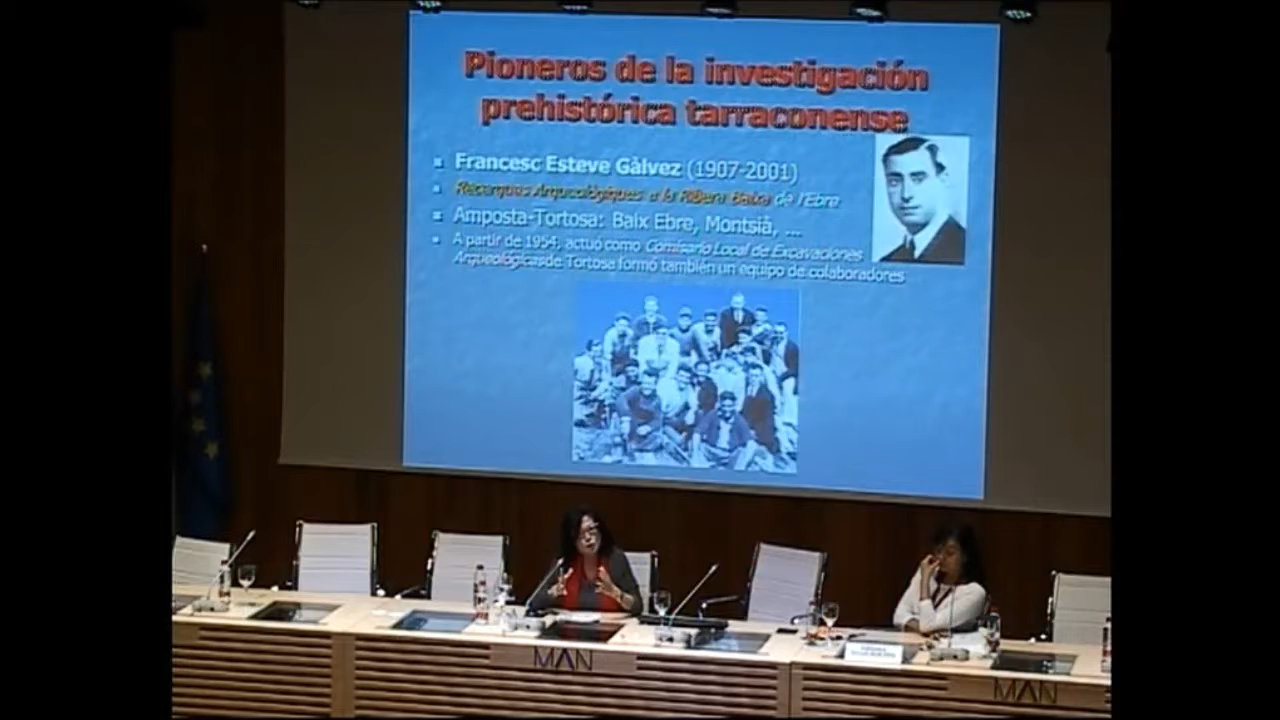 Pioneros de la investigación
prehistórica tarraconense
Francesc Esteve Gàlvez (1907-2001)
Recerques Arqueològiques a la Ribera Baixa de l'Ebre
Amposta-Tortosa: Baix Ebre, Montsià, ...
A partir de 1954, actuó como Comisario Local de Excavaciones
Arqueológicas de Tortosa formó también un equipo de colaboradores
MAN
MAN